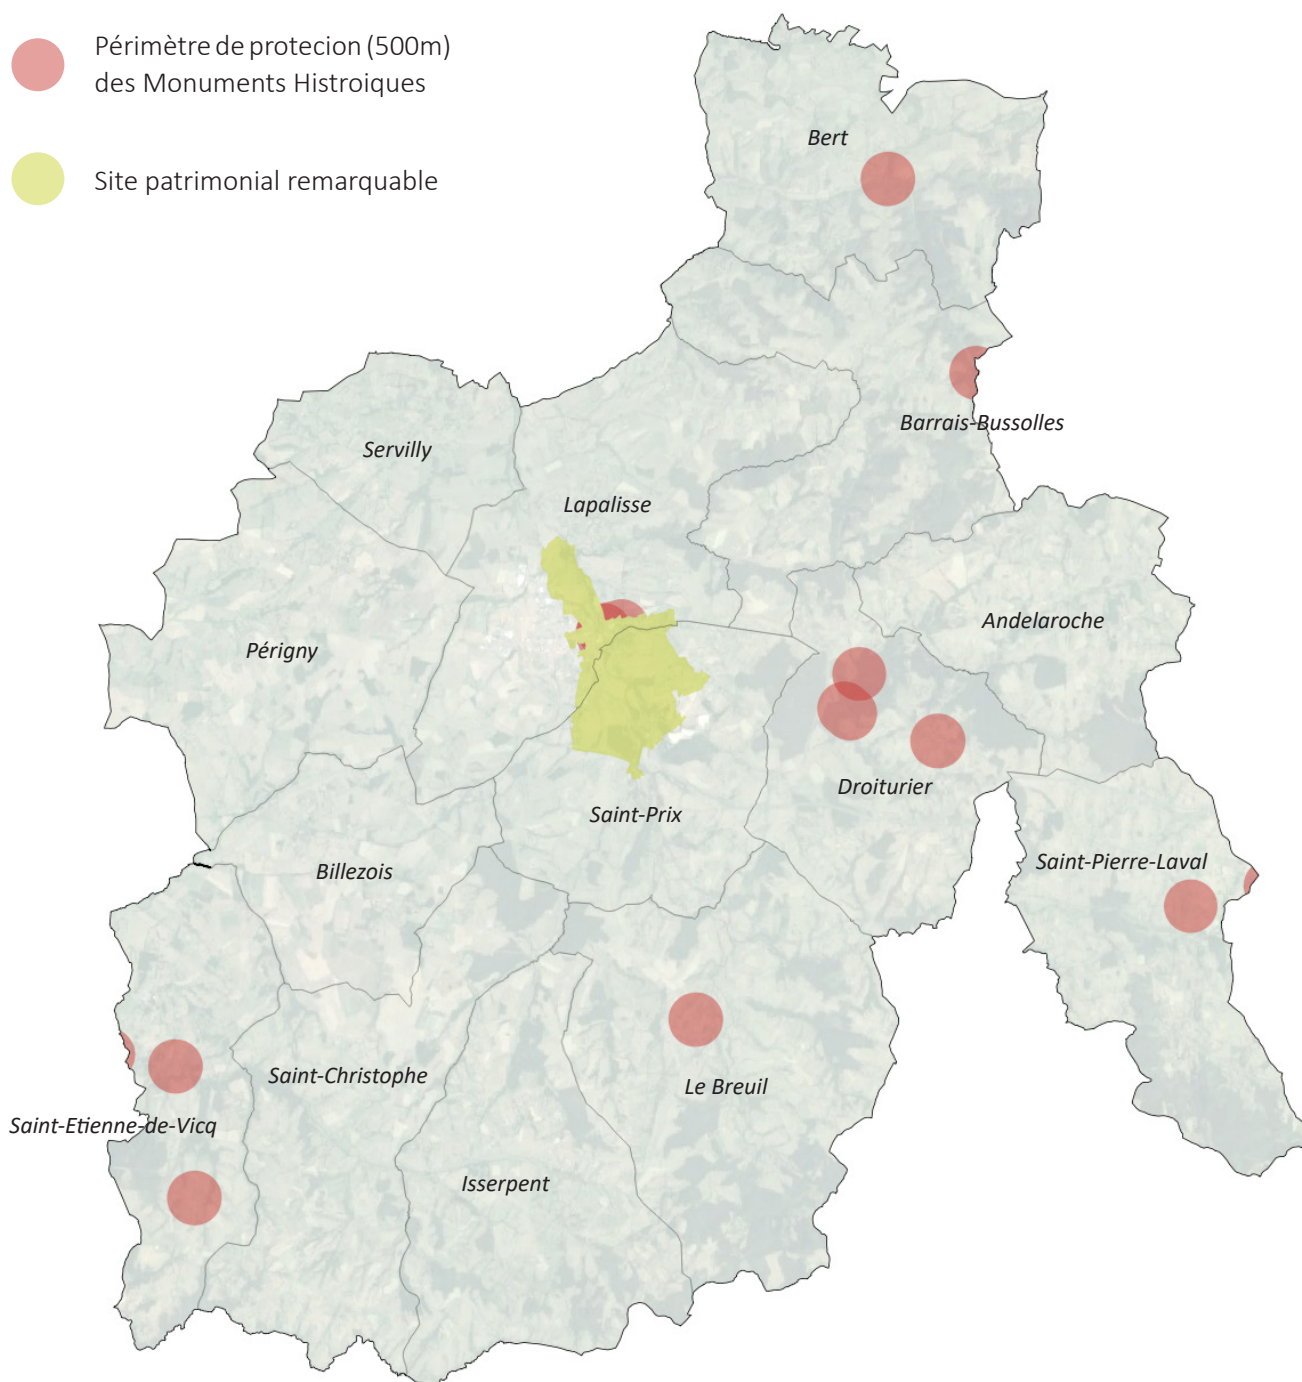 Périmètre de protecion (500m)
des Monuments Histroiques
Site patrimonial remarquable
Bert
Barrais-Bussolles
Servilly
Lapalisse
Andelaroche
Périgny
Droiturier
Saint-Prix
Saint-Pierre-Laval
Billezois
Saint-Christophe
Le Breuil
Saint-Etienne-de-Vicq
Isserpent